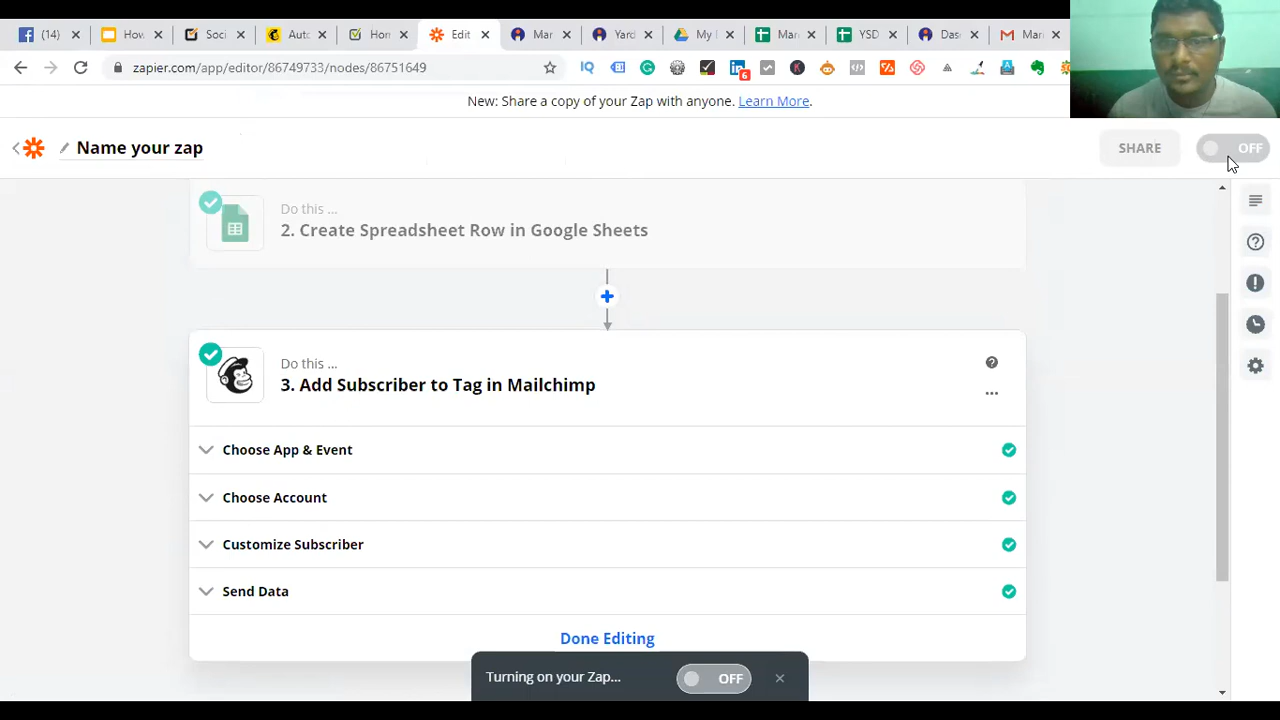 (14)
How
Soci
Auto
Hor
Edit
Mar
Yard
My I
Mar
YSD
Das
Mar
zapier.com/app/editor/86749733/nodes/86751649
6
New: Share a copy of your Zap with anyone. Learn More.
Name your zap
SHARE
OFF
Do this ...
2. Create Spreadsheet Row in Google Sheets
Do this ...
3. Add Subscriber to Tag in Mailchimp
Choose App & Event
Choose Account
Customize Subscriber
Send Data
Done Editing
Turning on your Zap...
OFF